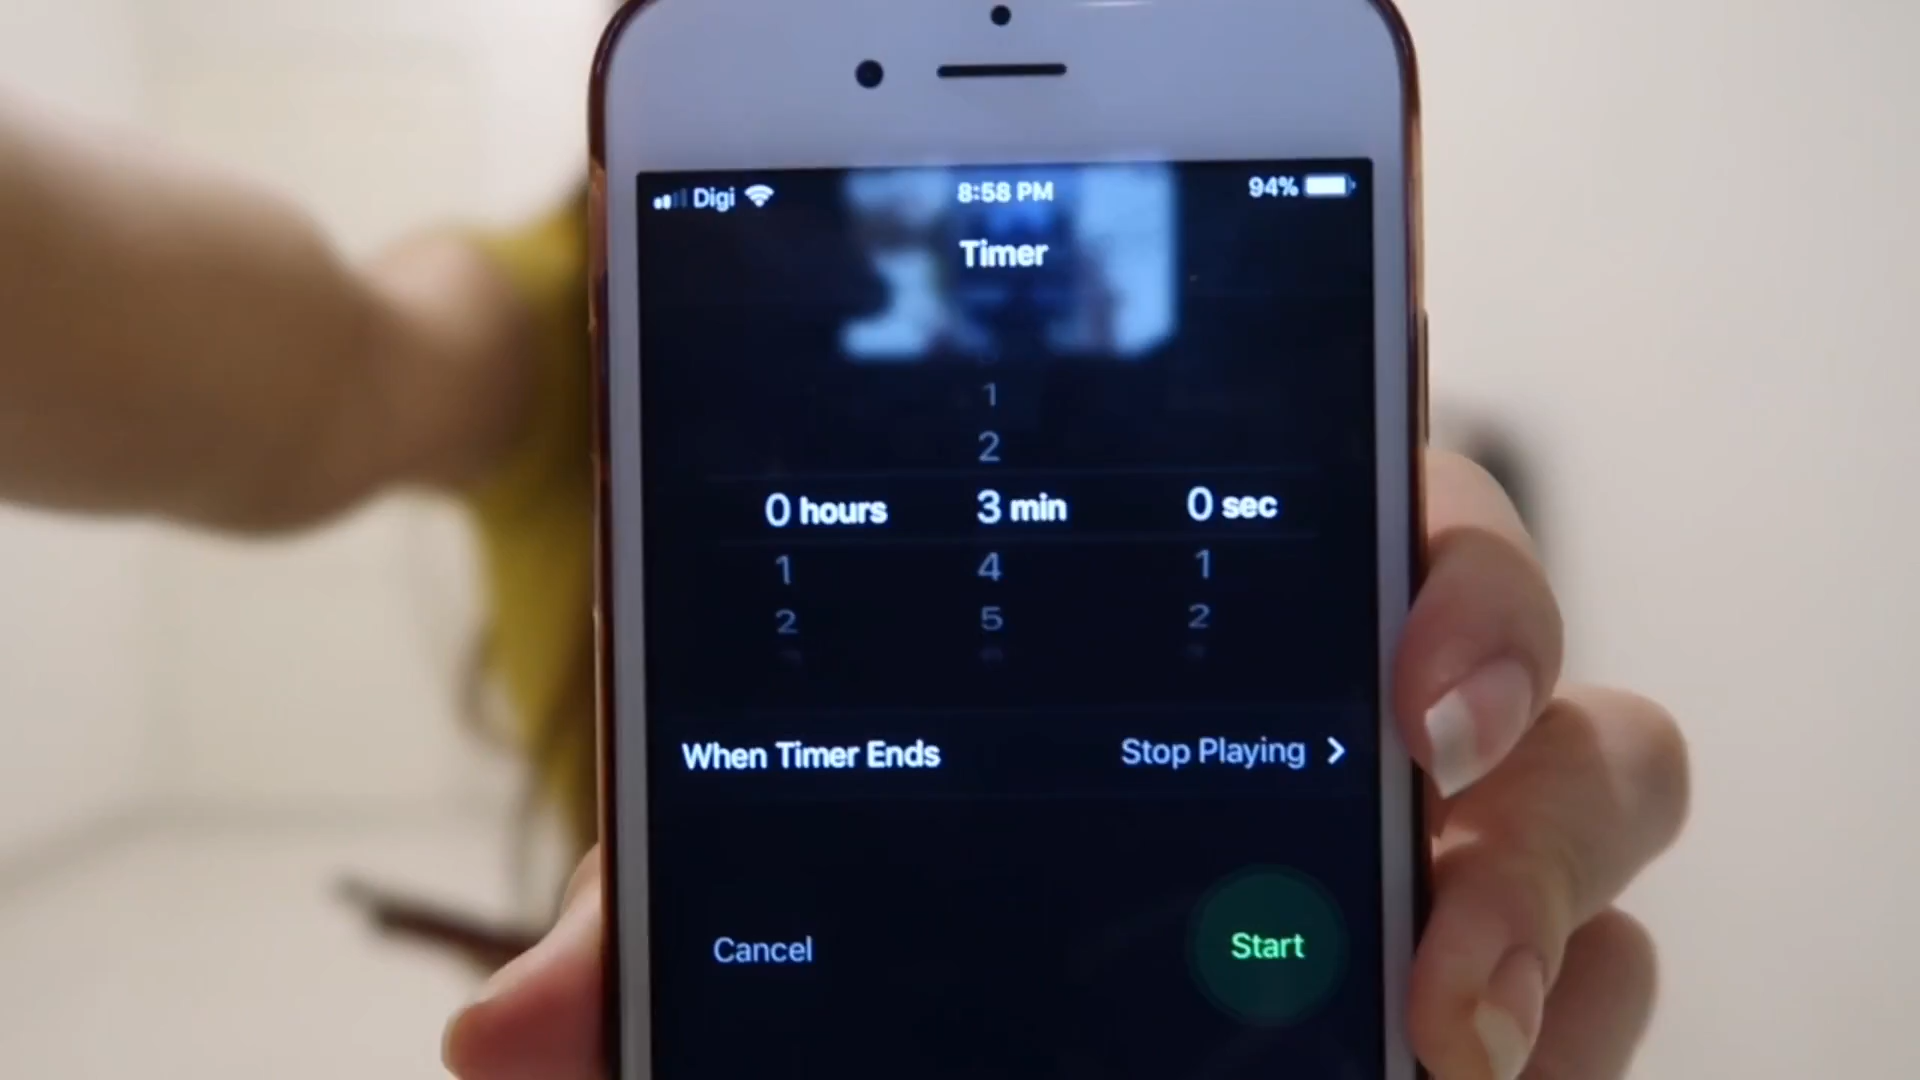 Digi 8:58 PM 94%
Timer
1
2
0 hours 3 min 0 sec
1 4 1
2 5 2
When Timer Ends Stop Playing
Cancel Start